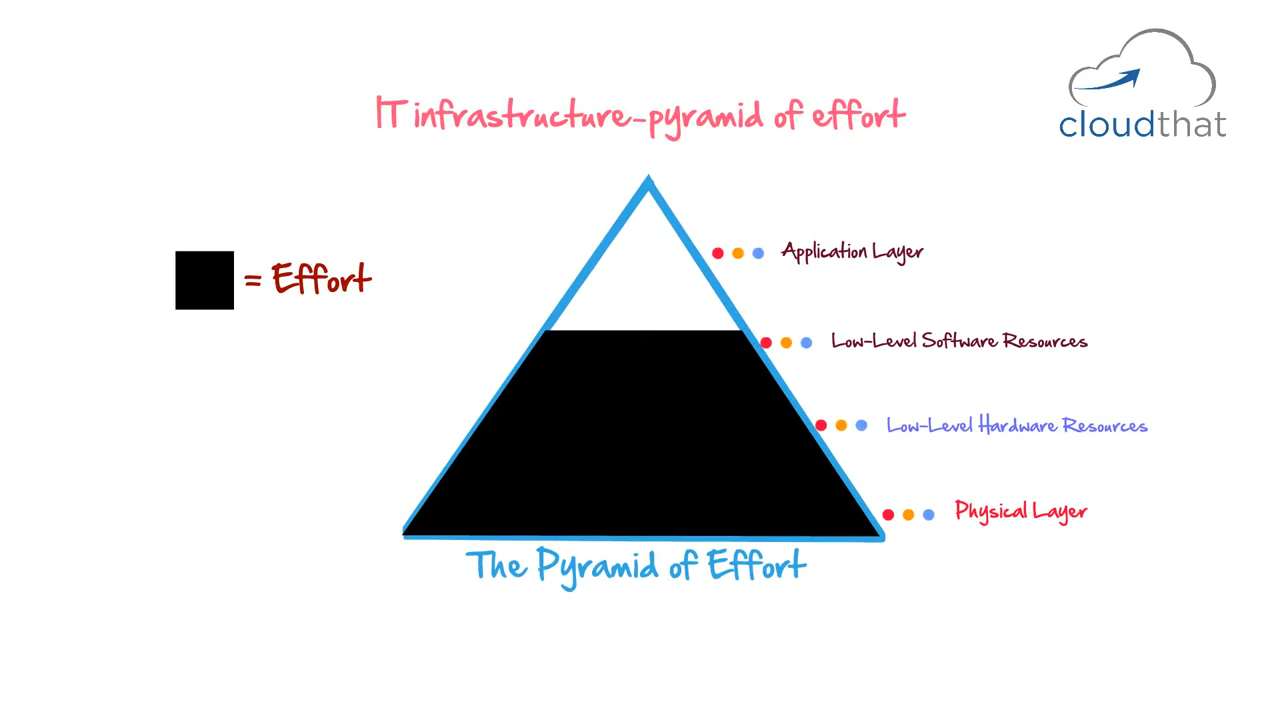 cloudthat
IT infrastructure-pyramid of effort
Application Layer
= Effort
Low-Level Software Resources
Low-Level Hardware Resources
Physical Layer
The Pyramid of Effort